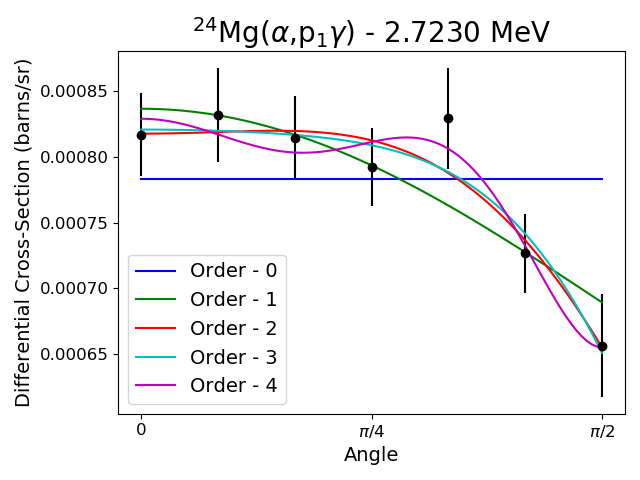 ²⁴Mg(α,p₁γ) - 2.7230 MeV
Differential Cross-Section (barns/sr)
0.00085
0.00080
0.00075
0.00070
0.00065
Order - 0
Order - 1
Order - 2
Order - 3
Order - 4
0
π/4
π/2
Angle